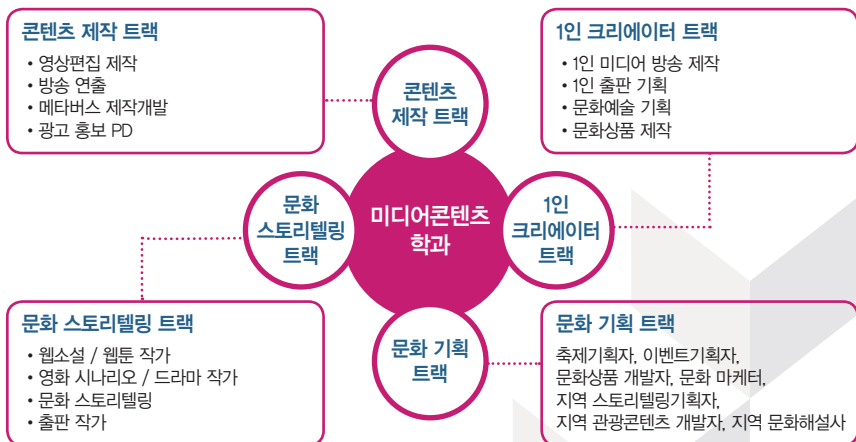 콘텐츠 제작 트랙
• 영상편집 제작
• 방송 연출
• 메타버스 제작개발
• 광고 홍보 PD
1인 크리에이터 트랙
• 1인 미디어 방송 제작
• 1인 출판 기획
• 문화예술 기획
• 문화상품 제작
콘텐츠
제작 트랙
문화
스토리텔링
트랙
미디어콘텐츠
학과
1인
크리에이터
트랙
문화 기획
트랙
문화 스토리텔링 트랙
• 웹소설 / 웹툰 작가
• 영화 시나리오 / 드라마 작가
• 문화 스토리텔링
• 출판 작가
문화 기획 트랙
축제기획자, 이벤트기획자,
문화상품 개발자, 문화 마케터,
지역 스토리텔링기획자,
지역 관광콘텐츠 개발자, 지역 문화해설사